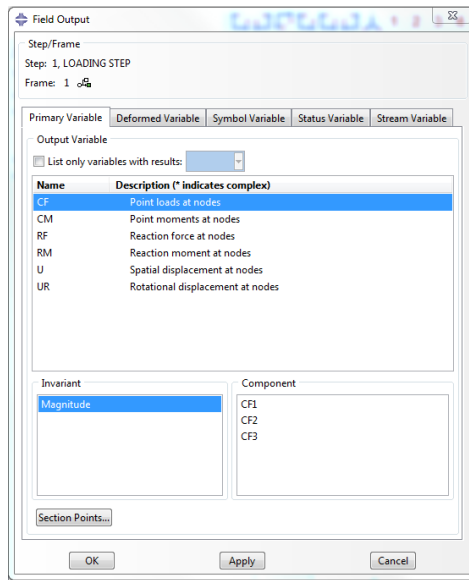 Field Output
Step/Frame
Step: 1, LOADING STEP
Frame: 1
Primary Variable Deformed Variable Symbol Variable Status Variable Stream Variable
Output Variable
List only variables with results:
Name Description (* indicates complex)
CF Point loads at nodes
CM Point moments at nodes
RF Reaction force at nodes
RM Reaction moment at nodes
U Spatial displacement at nodes
UR Rotational displacement at nodes
Invariant Component
Magnitude CF1
CF2
CF3
Section Points...
OK Apply Cancel